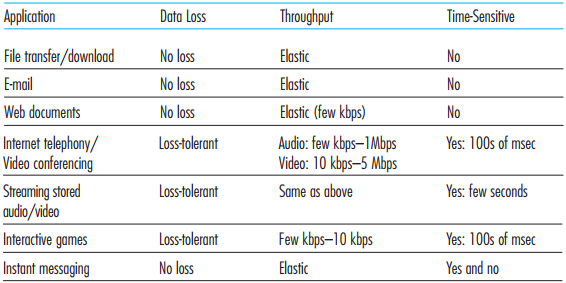 Application Data Loss Throughput Time-Sensitive
File transfer/download No loss Elastic No
E-mail No loss Elastic No
Web documents No loss Elastic (few kbps) No
Internet telephony/ Loss-tolerant Audio: few kbps–1Mbps Yes: 100s of msec
Video conferencing Video: 10 kbps–5 Mbps
Streaming stored Loss-tolerant Same as above Yes: few seconds
audio/video
Interactive games Loss-tolerant Few kbps–10 kbps Yes: 100s of msec
Instant messaging No loss Elastic Yes and no